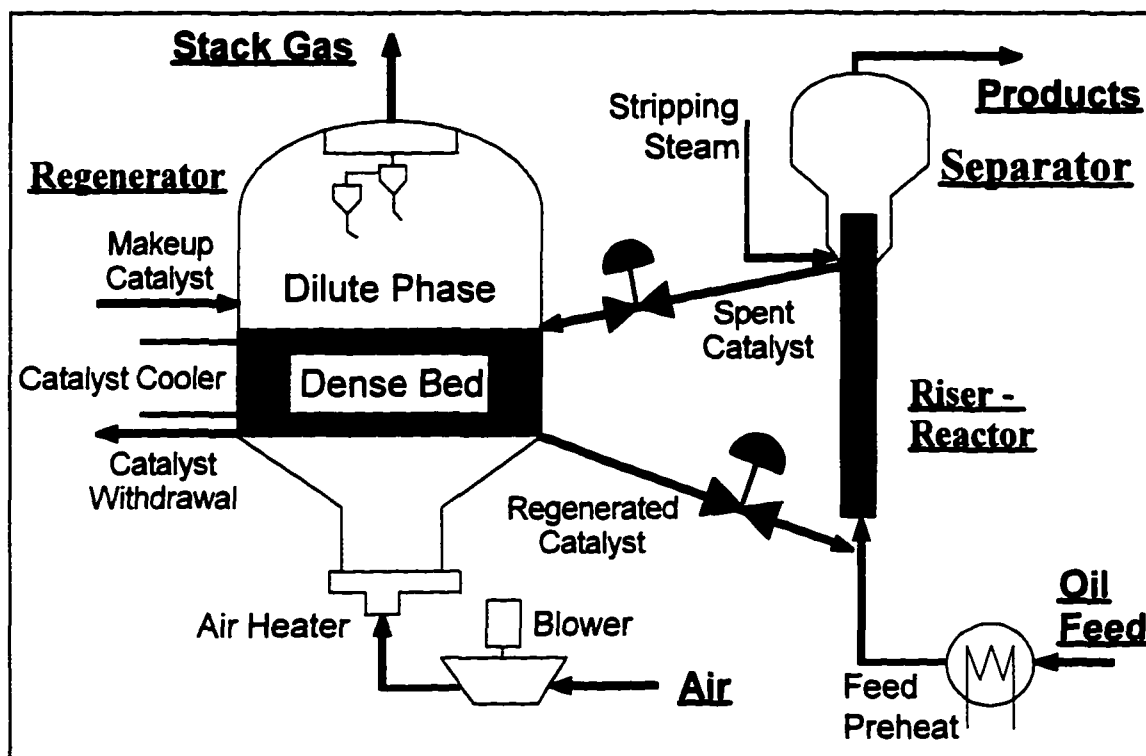 Stack Gas
Stripping
Steam
Products
Separator
Regenerator
Makeup
Catalyst
Dilute Phase
Spent
Catalyst
Catalyst Cooler
Dense Bed
Riser -
Reactor
Catalyst
Withdrawal
Regenerated
Catalyst
Air Heater
Blower
Air
Oil
Feed
Feed
Preheat